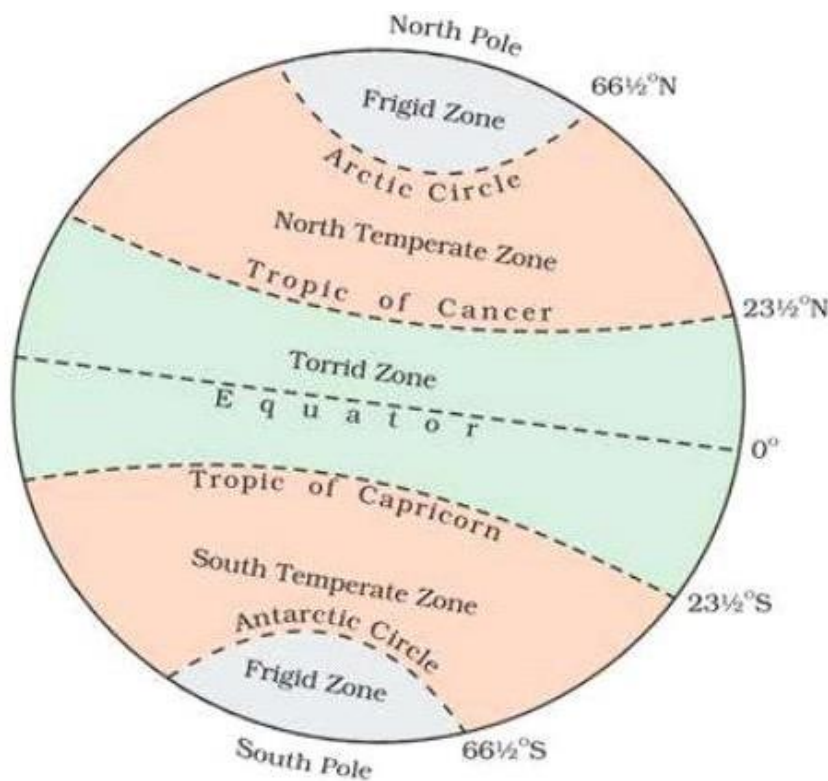 North Pole
66½°N
Frigid Zone
Arctic Circle
North Temperate Zone
Tropic of Cancer
23½°N
Torrid Zone
Equator
0°
Tropic of Capricorn
South Temperate Zone
23½°S
Antarctic Circle
Frigid Zone
66½°S
South Pole